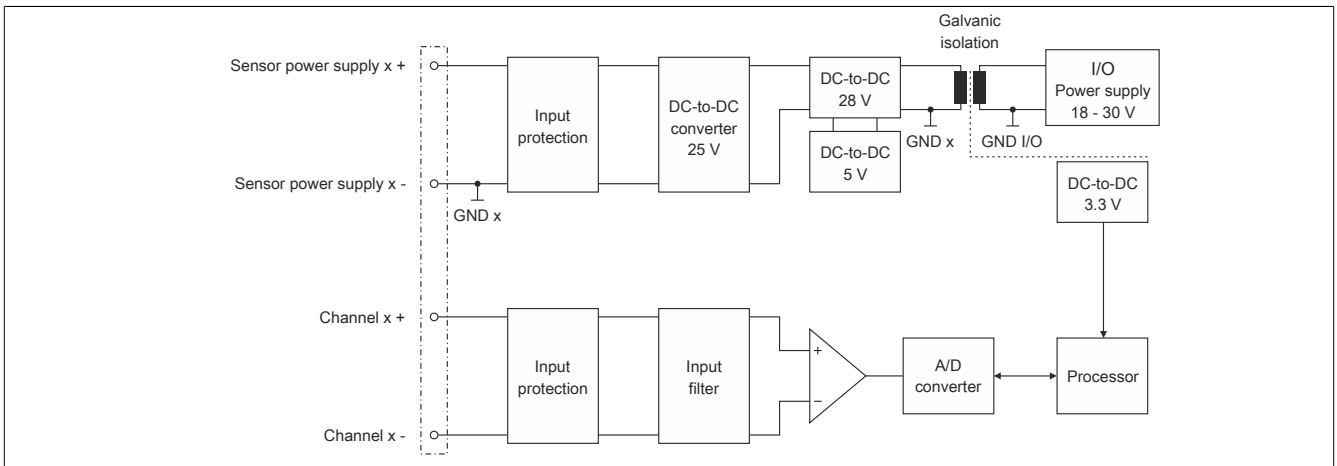 Galvanic
isolation
Sensor power supply x +
Input
protection
DC-to-DC
converter
25 V
DC-to-DC
28 V
DC-to-DC
5 V
GND x
GND I/O
I/O
Power supply
18 - 30 V
Sensor power supply x -
GND x
DC-to-DC
3.3 V
Channel x +
Input
protection
Input
filter
+
−
A/D
converter
Processor
Channel x -